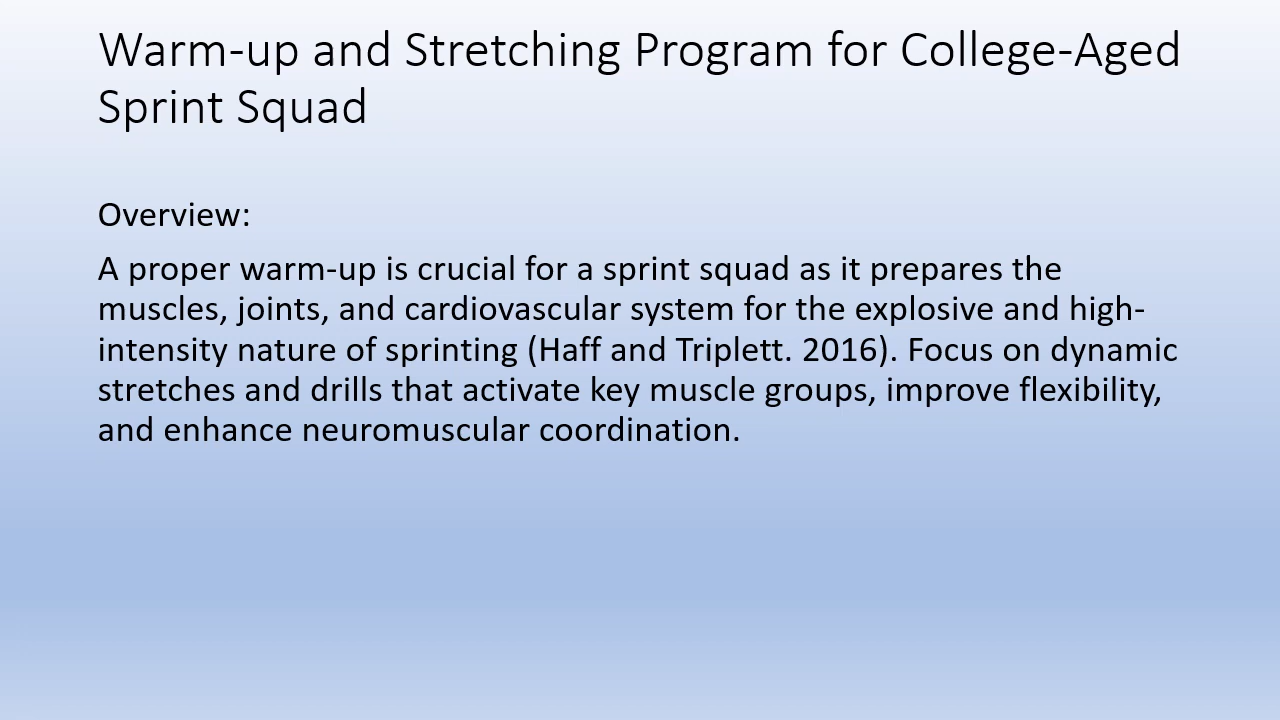 Warm-up and Stretching Program for College-Aged
Sprint Squad
Overview:
A proper warm-up is crucial for a sprint squad as it prepares the
muscles, joints, and cardiovascular system for the explosive and high-
intensity nature of sprinting (Haff and Triplett. 2016). Focus on dynamic
stretches and drills that activate key muscle groups, improve flexibility,
and enhance neuromuscular coordination.